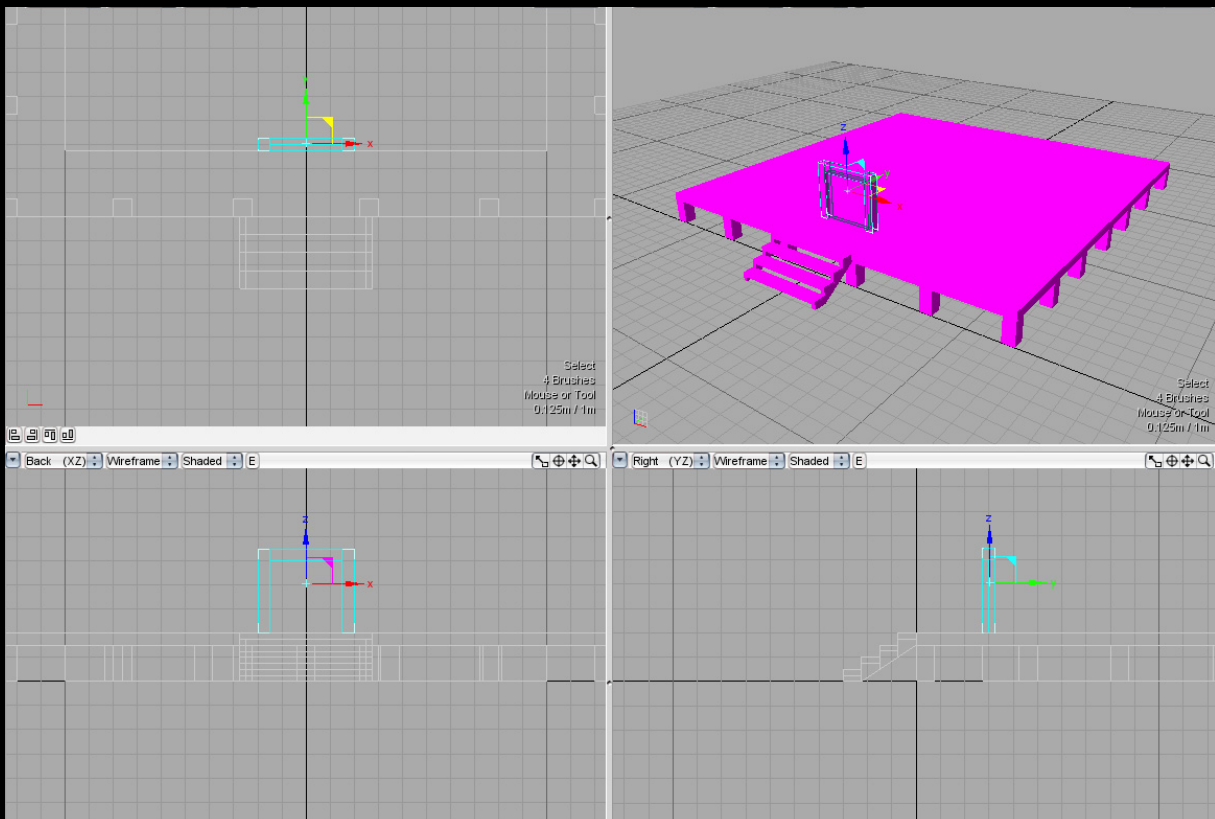 Y
X
Select
4 Brushes
Mouse or Tool
0.125m / 1m
Z
Y
X
Select
4 Brushes
Mouse or Tool
0.125m / 1m
Back (XZ) Wireframe Shaded E
Z
X
Right (YZ) Wireframe Shaded E
Z
Y